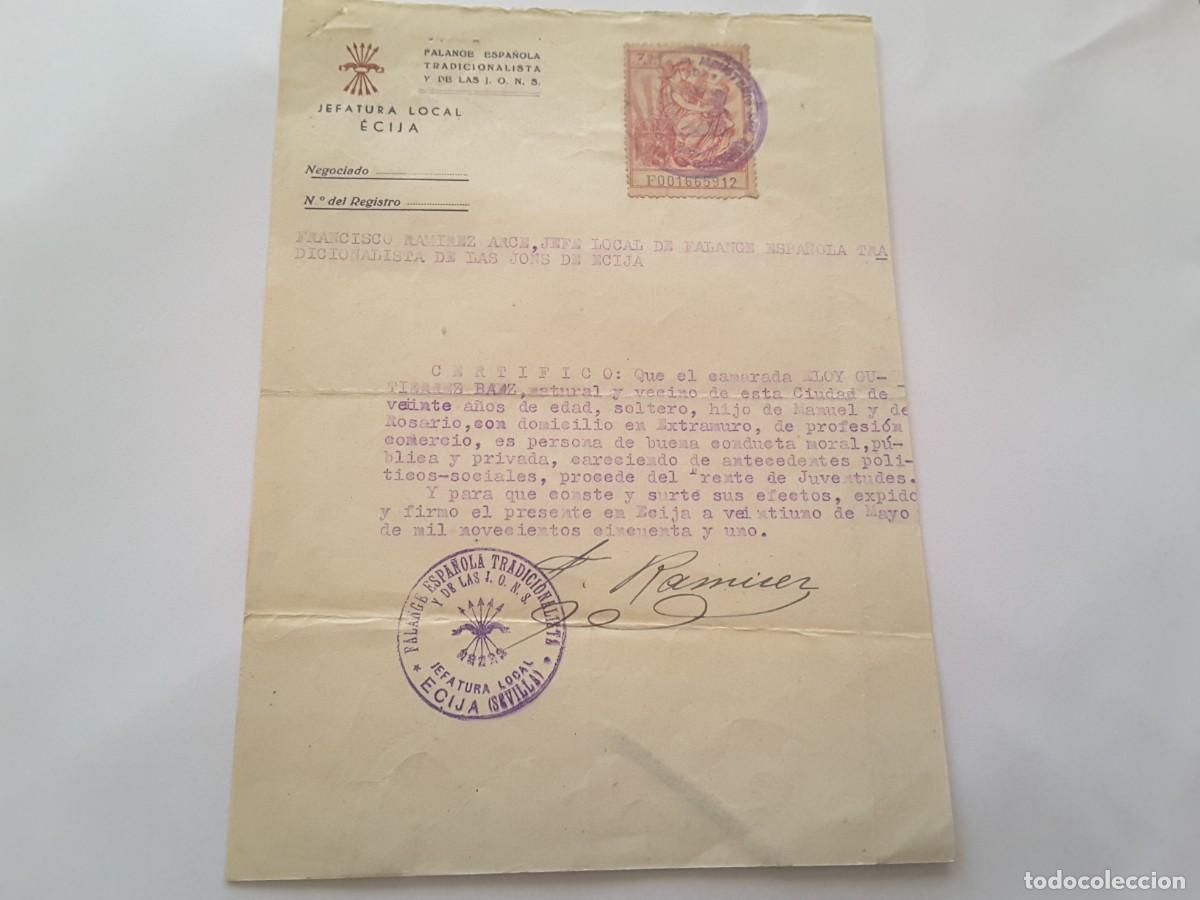 FALANGE ESPAÑOLA
TRADICIONALISTA
Y DE LAS J. O. N. S.
JEFATURA LOCAL
ÉCIJA
Negociado
N.º del Registro
F001665912
FRANCISCO RAMIREZ ARCE, JEFE LOCAL DE FALANGE ESPAÑOLA TRA
DICIONALISTA DE LAS JONS DE ECIJA
C E R T I F I C O: Que el camarada ELOY GU-
TIERREZ BAEZ, natural y vecino de esta Ciudad de
veinte años de edad, soltero, hijo de Manuel y de
Rosario, con domicilio en Extramuro, de profesión
comercio, es persona de buena conducta moral, pú-
blica y privada, careciendo de antecedentes poli-
ticos-sociales, procede del Frente de Juventudes.
Y para que conste y surte sus efectos, expido
y firmo el presente en Ecija a veintiuno de Mayo
de mil novecientos cincuenta y uno.
F. Ramirez
FALANGE ESPAÑOLA TRADICIONALISTA
Y DE LAS J. O. N. S.
JEFATURA LOCAL
ECIJA (SEVILLA)
todocoleccion